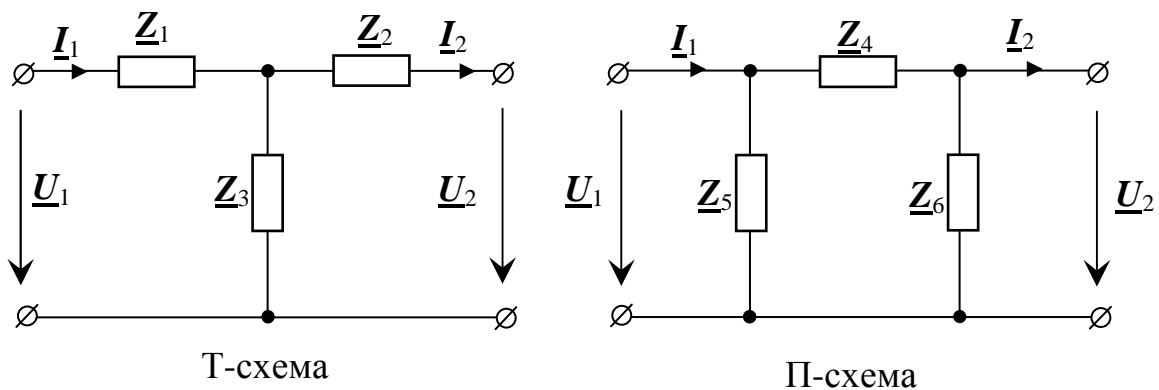 I1 Z1 Z2 I2
U1 Z3 U2
Т-схема
I1 Z4 I2
U1 Z5 Z6 U2
П-схема